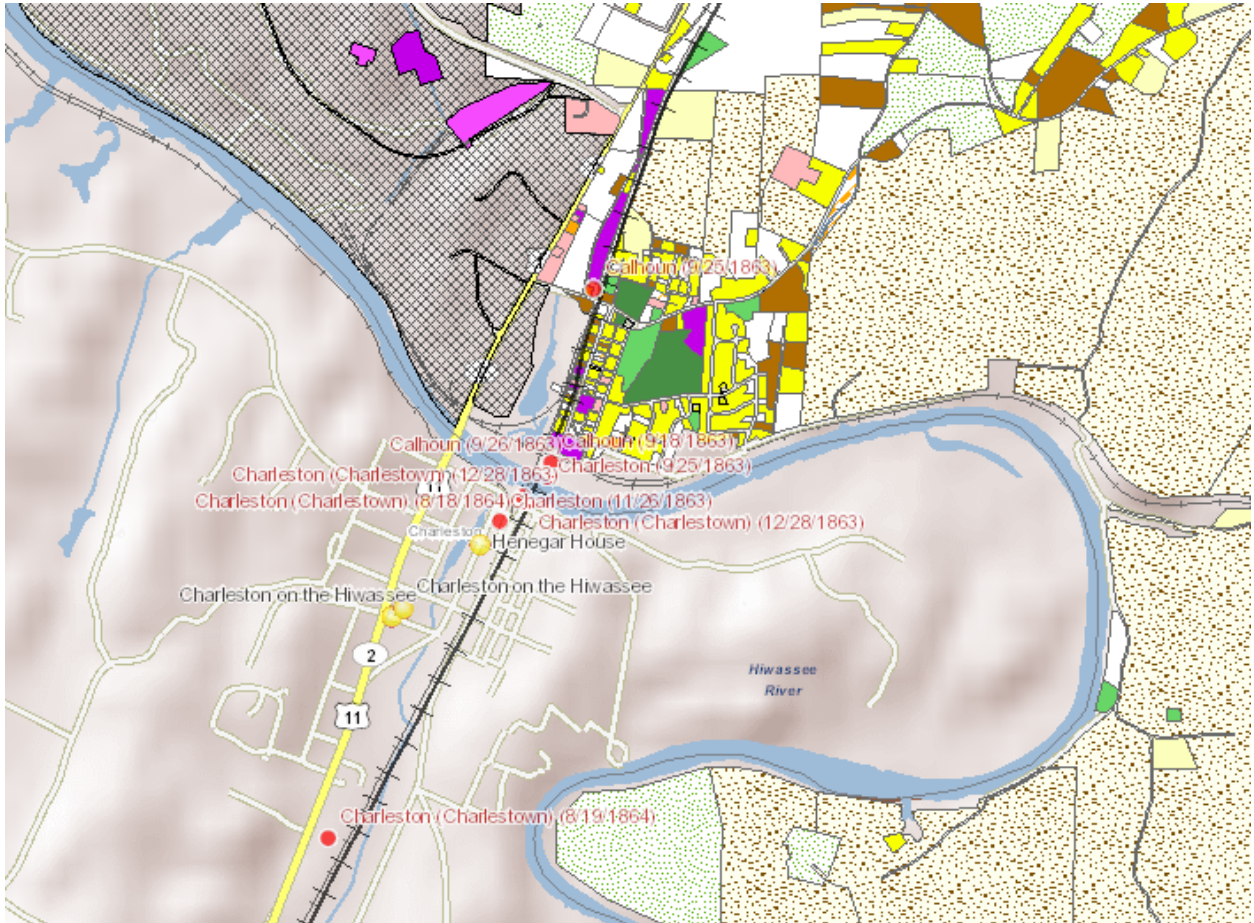 Calhoun (9/25/1863)
Calhoun (9/26/1863)
Calhoun (9/18/1863)
Charleston (9/25/1863)
Charleston (Charlestown) (12/28/1863)
11
Charleston (Charlestown) (8/18/1864)
Charleston (11/26/1863)
Charleston (Charlestown) (12/28/1863)
Charleston
Henegar House
Charleston on the Hiwassee
Charleston on the Hiwassee
2
Hiwassee
River
11
Charleston (Charlestown) (8/19/1864)